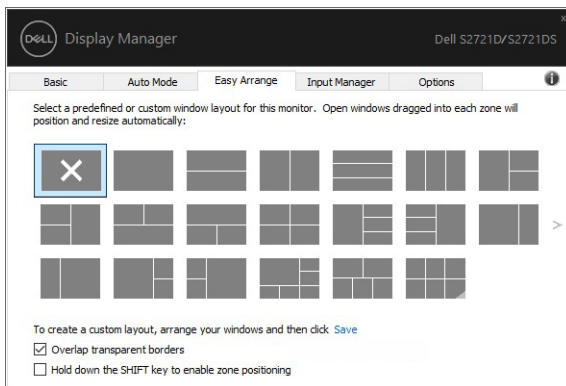 DELL Display Manager Dell S2721D/S2721DS
Basic Auto Mode Easy Arrange Input Manager Options
Select a predefined or custom window layout for this monitor. Open windows dragged into each zone will
position and resize automatically:
To create a custom layout, arrange your windows and then click Save
Overlap transparent borders
Hold down the SHIFT key to enable zone positioning